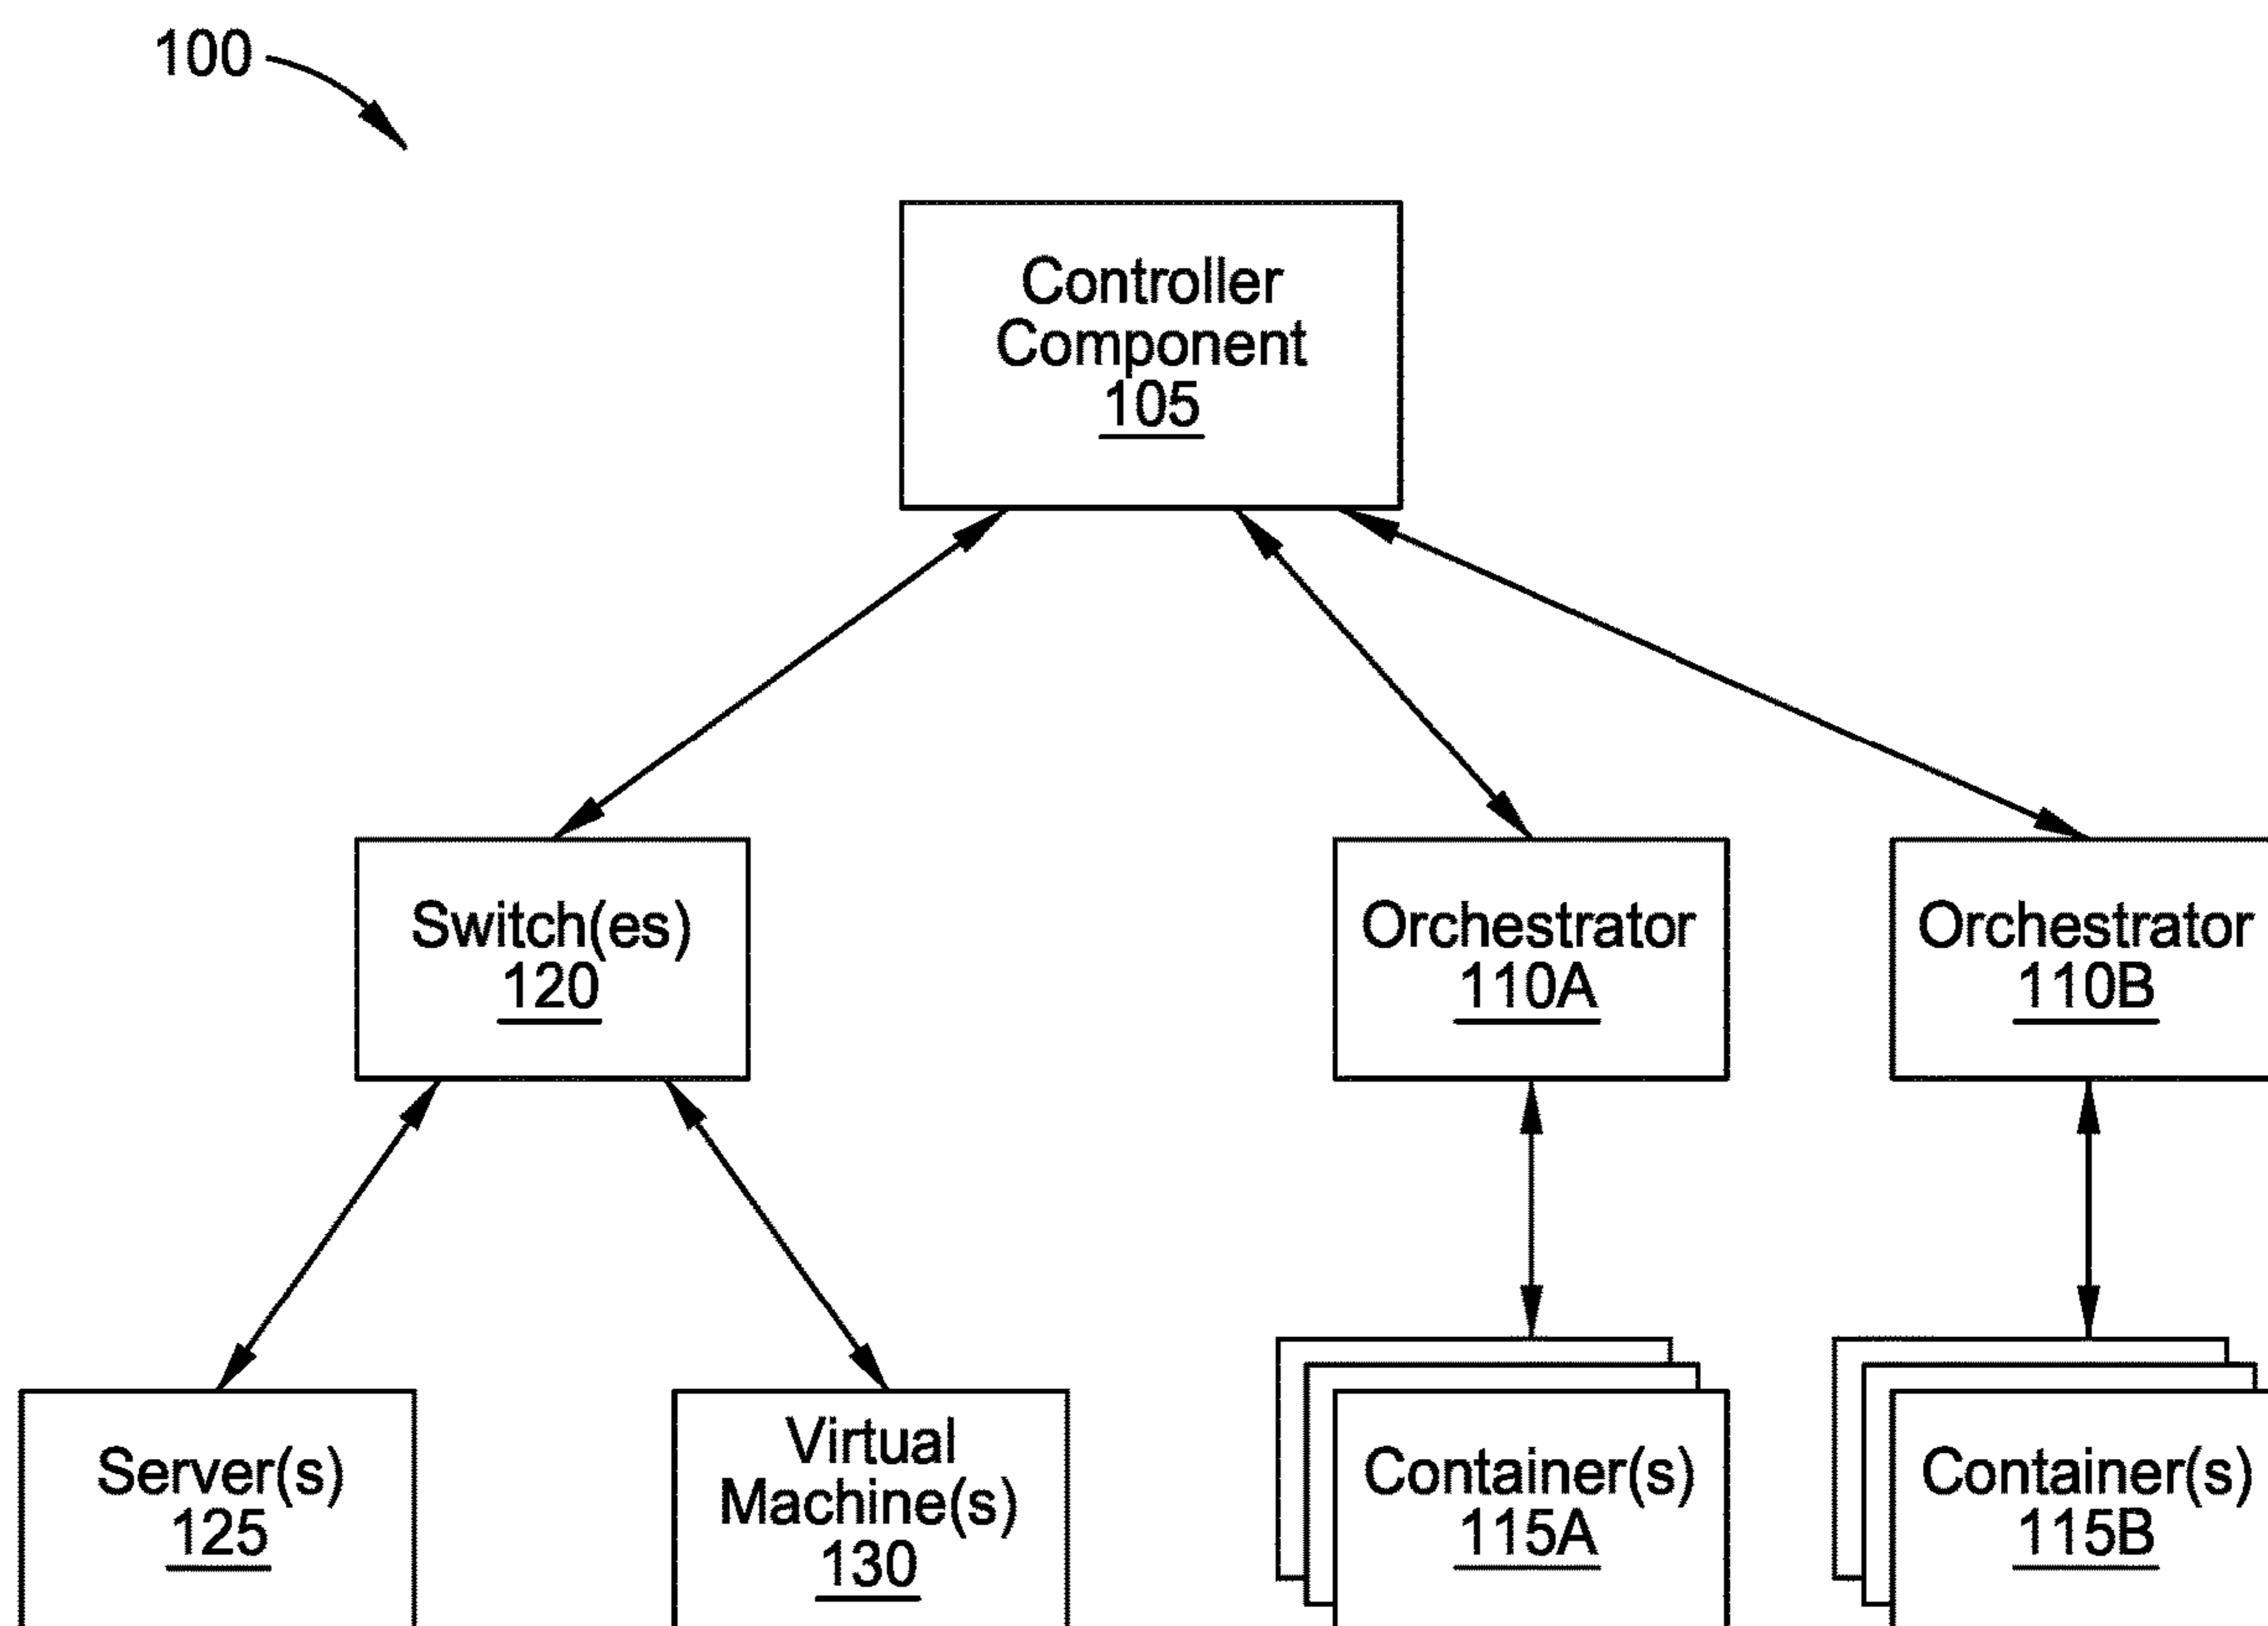 100
Controller
Component
105
Switch(es)
120
Orchestrator
110A
Orchestrator
110B
Server(s)
125
Virtual
Machine(s)
130
Container(s)
115A
Container(s)
115B